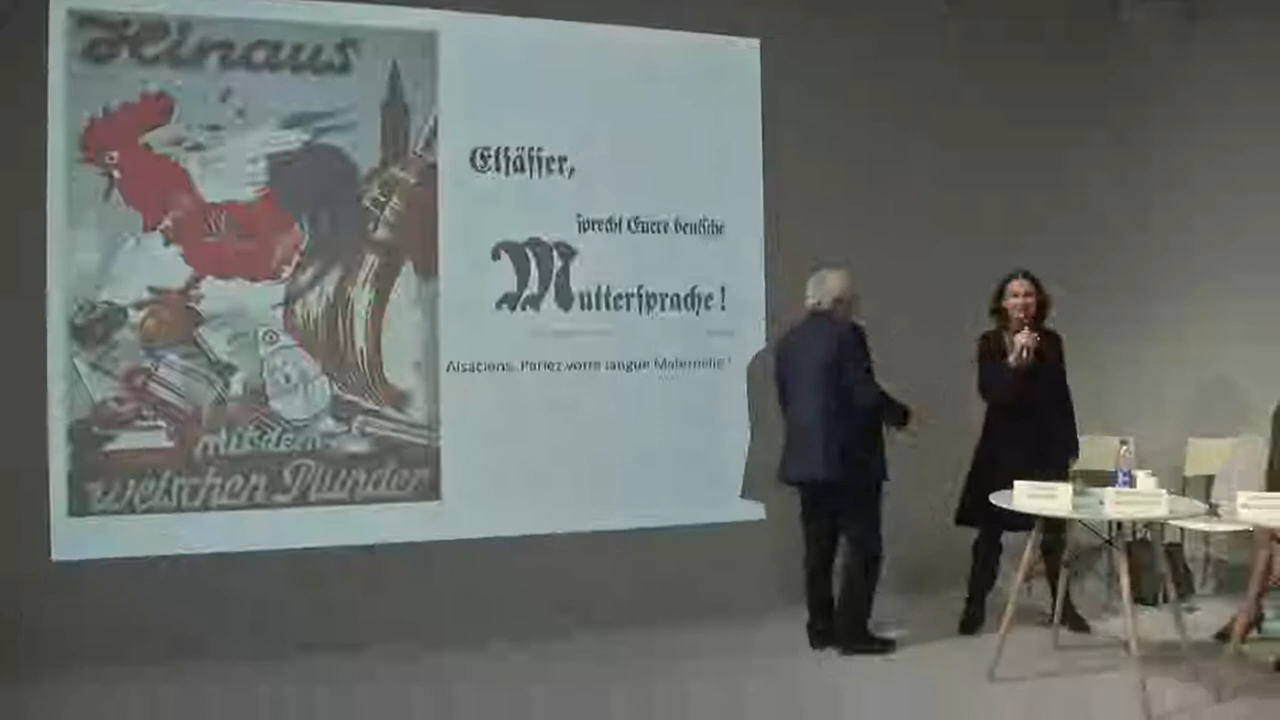 Hinaus
mit dem
welschen Plunder
Elsässer,
sprecht Euere deutsche
Muttersprache !
Alsaciens, Parlez votre langue Maternelle !